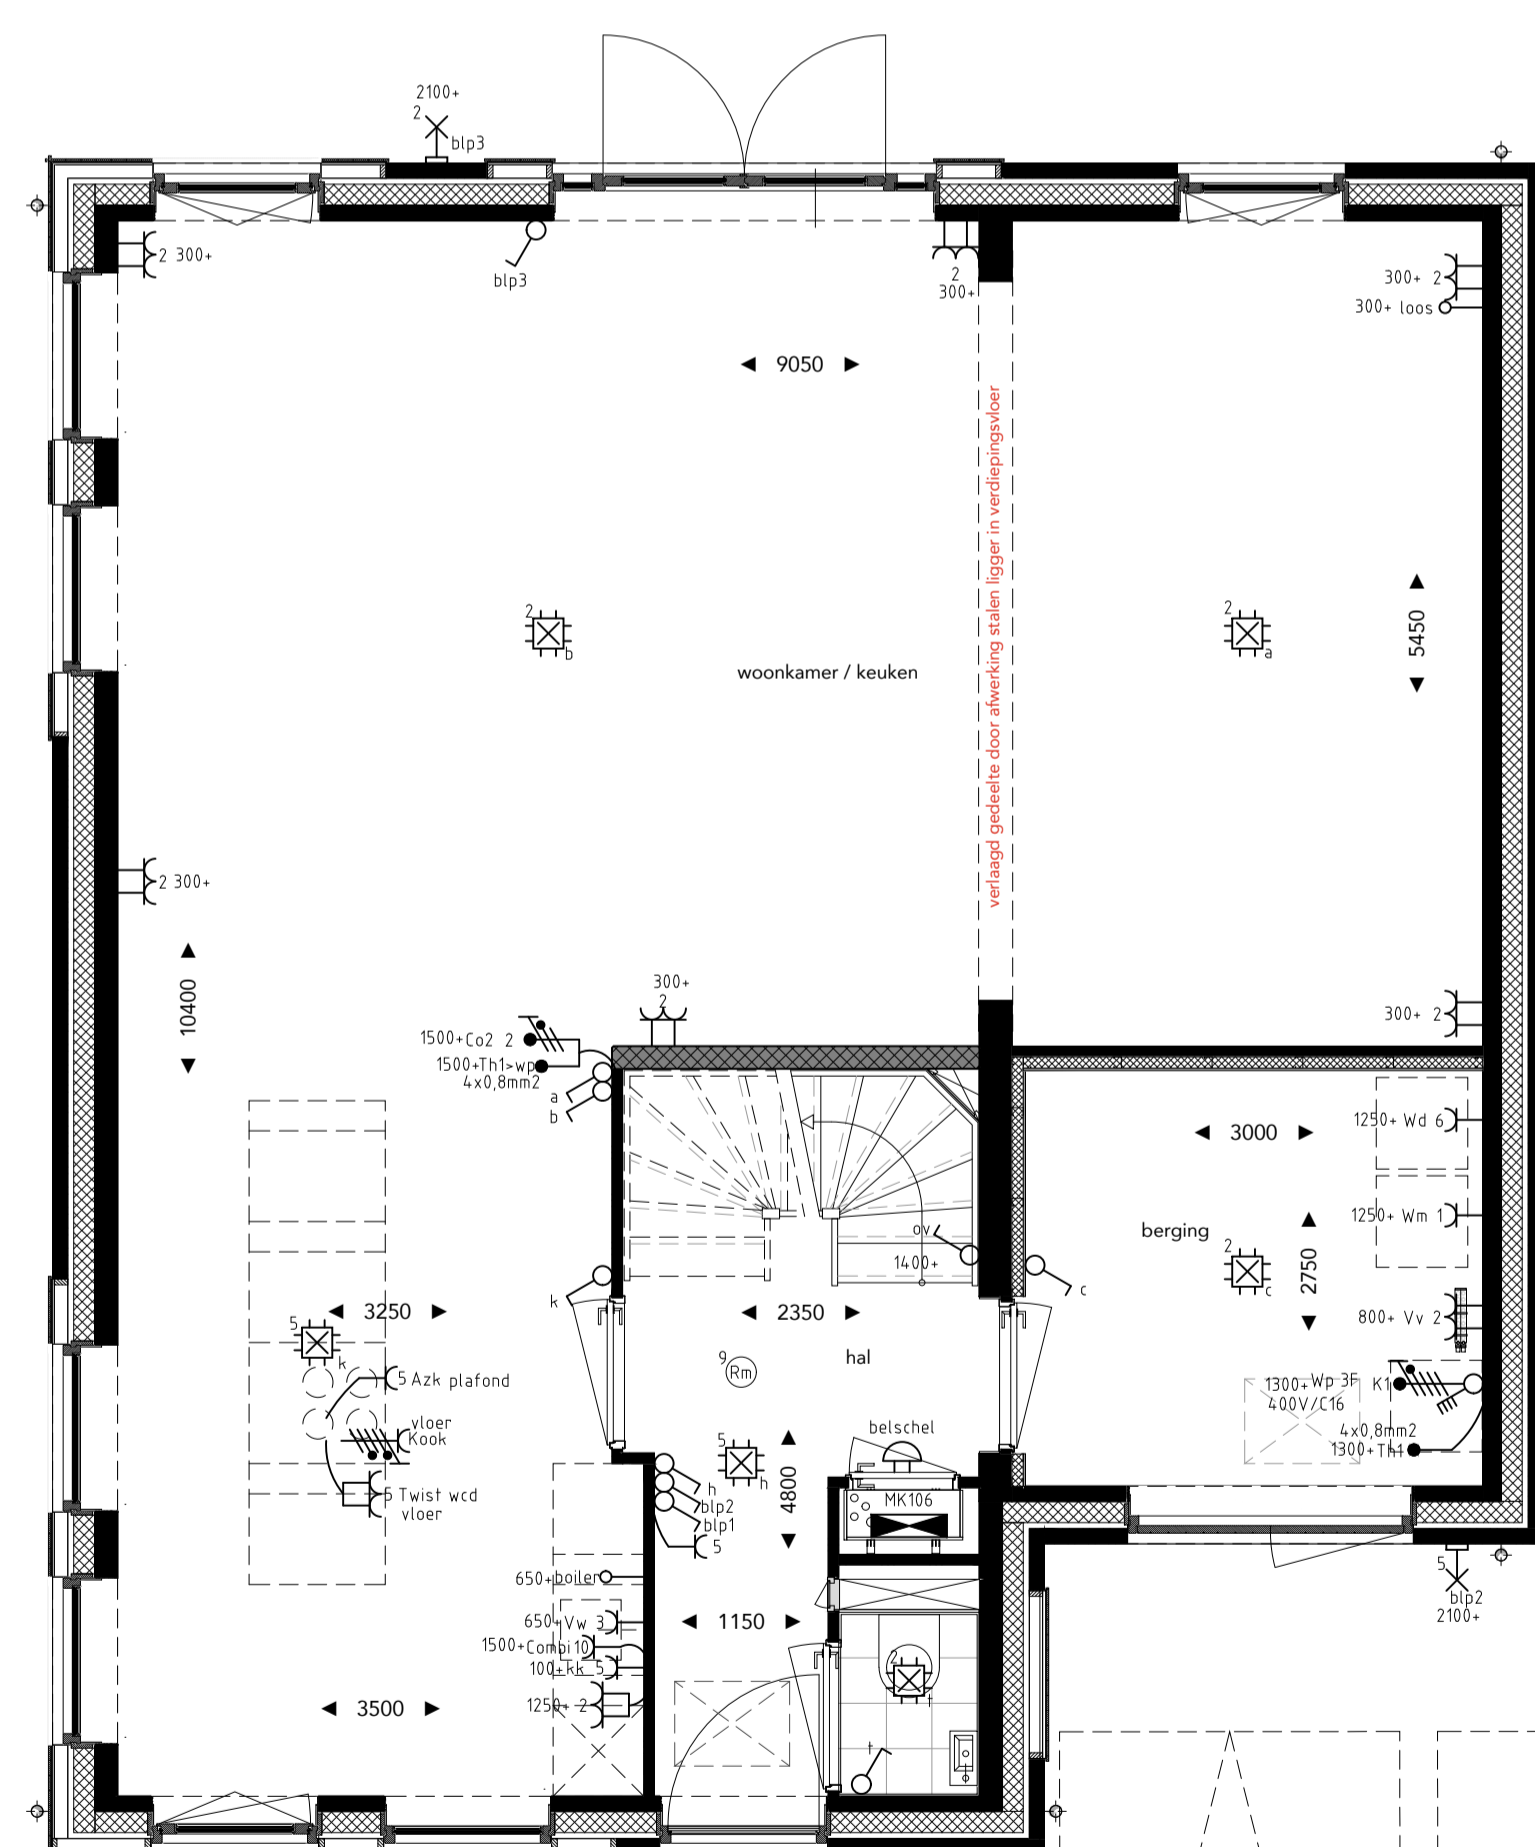 2100+
2
blp3
2 300+
blp3
2
300+
300+ 2
300+ loos
9050
verlaagd gedeelte door afwerking stalen ligger in verdiepingsvloer
2
b
2
a
5450
woonkamer / keuken
2 300+
10400
300+
2
300+ 2
1500+Co2 2
1500+Th1>wp
4x0,8mm2
a
b
1250+ Wd 6
3000
1250+ Wm 1
berging
2750
2
c
ov
1400+
c
k
3250
2350
hal
800+ Vv 2
5
k
5 Azk plafond
9
Rm
1300+Wp 3F K1
400V/C16
vloer
Kook
belschel
4x0,8mm2
1300+Th1
5
h
4800
h
blp2
blp1
5
MK106
5 Twist wcd
vloer
650+boiler
650+Vw 3
1500+Combi10
100+kk 5
1250+ 2
1150
5
blp2
2100+
2
t
t
3500